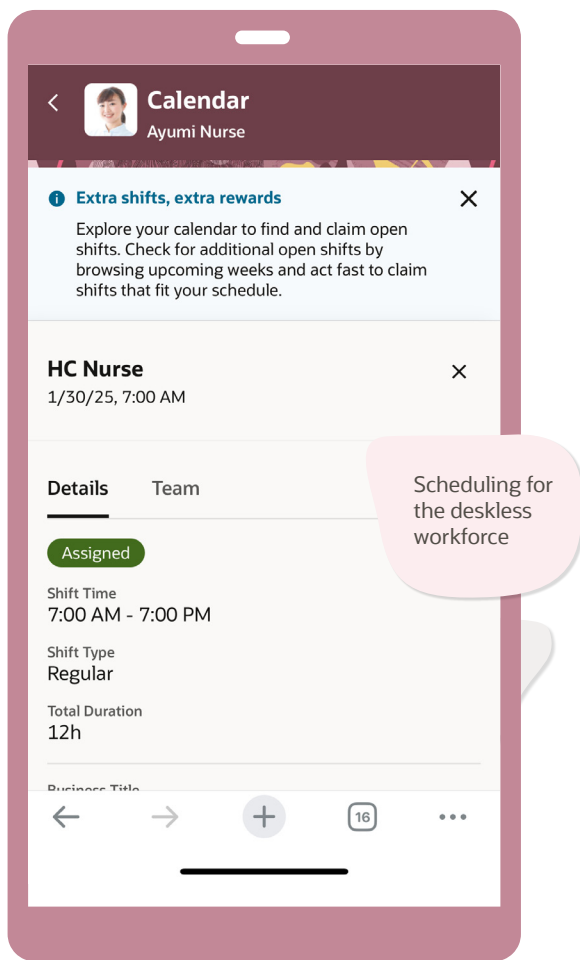 Calendar
Ayumi Nurse
Extra shifts, extra rewards
Explore your calendar to find and claim open
shifts. Check for additional open shifts by
browsing upcoming weeks and act fast to claim
shifts that fit your schedule.
HC Nurse
1/30/25, 7:00 AM
Details Team
Scheduling for
the deskless
workforce
Assigned
Shift Time
7:00 AM - 7:00 PM
Shift Type
Regular
Total Duration
12h
Business Title
16